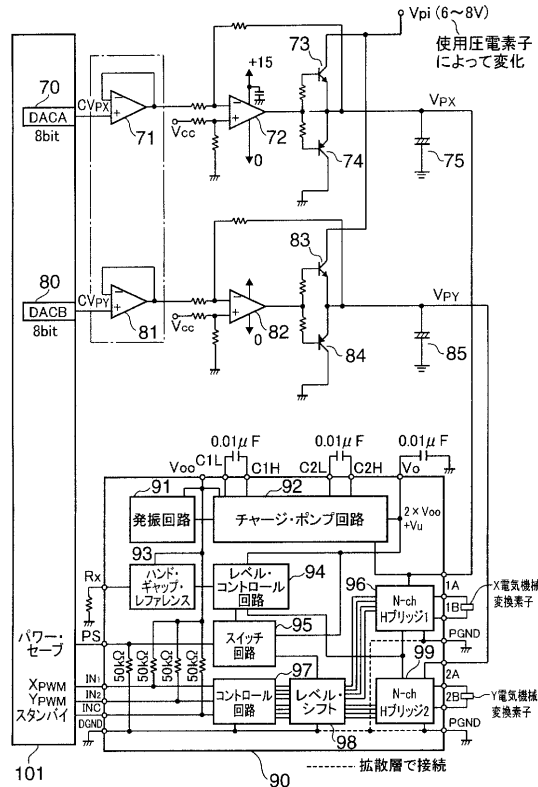 Vpi (6～8V)
使用圧電素子
によって変化
70
DACA
8bit
CVPX
71
VCC
+15
72
0
73
74
VPX
75
80
DACB
8bit
CVPY
81
VCC
82
0
83
84
VPY
85
0.01μF
0.01μF
0.01μF
Voo
C1L
C1H
C2L
C2H
Vo
91
発振回路
92
チャージ・ポンプ回路
2×Voo
+Vu
93
ハンド・
ギャップ・
レファレンス
Rx
レベル・
コントロール
回路
94
96
N-ch
Hブリッジ1
1A
1B
X電気機械
変換素子
PGND
パワー・
セーブ
PS
スイッチ
回路
95
50kΩ
50kΩ
50kΩ
50kΩ
99
N-ch
Hブリッジ2
2A
2B
Y電気機械
変換素子
PGND
XPWM
IN1
YPWM
IN2
スタンバイ
INC
DGND
97
コントロール
回路
レベル・
シフト
98
101
90
拡散層で接続